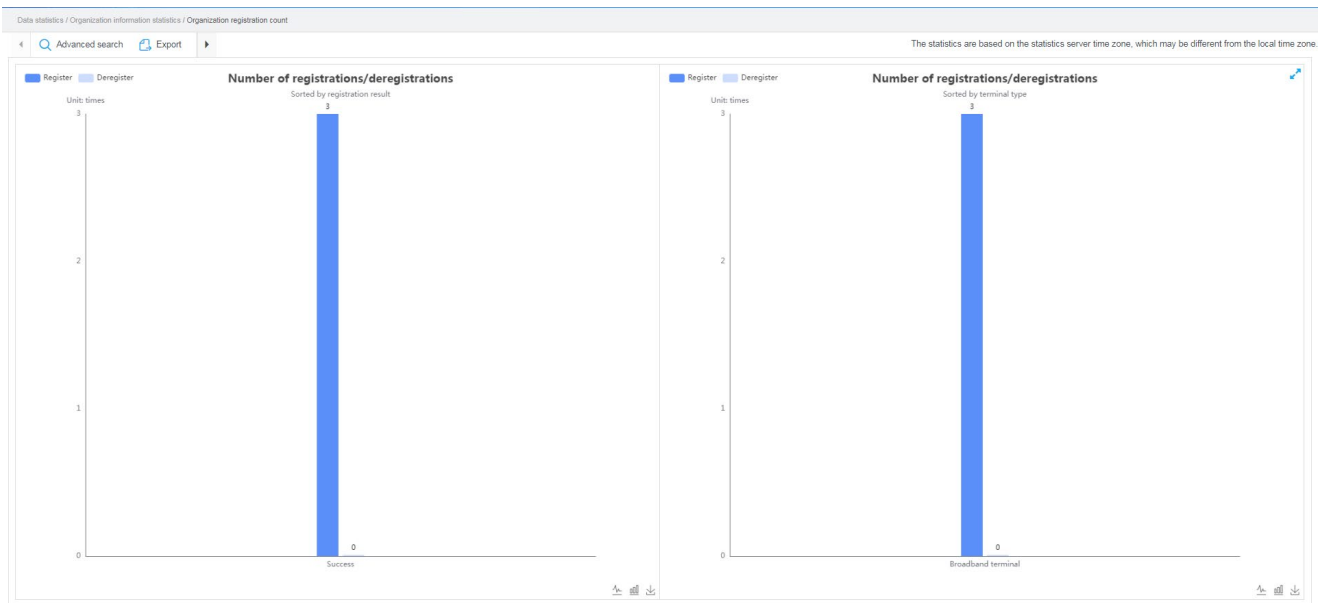 Data statistics / Organization information statistics / Organization registration count
Advanced search Export The statistics are based on the statistics server time zone, which may be different from the local time zone.
Register Deregister Number of registrations/deregistrations
Sorted by registration result
Unit: times
3
3
2
1
0
0
Success
Register Deregister Number of registrations/deregistrations
Sorted by terminal type
Unit: times
3
3
2
1
0
0
Broadband terminal